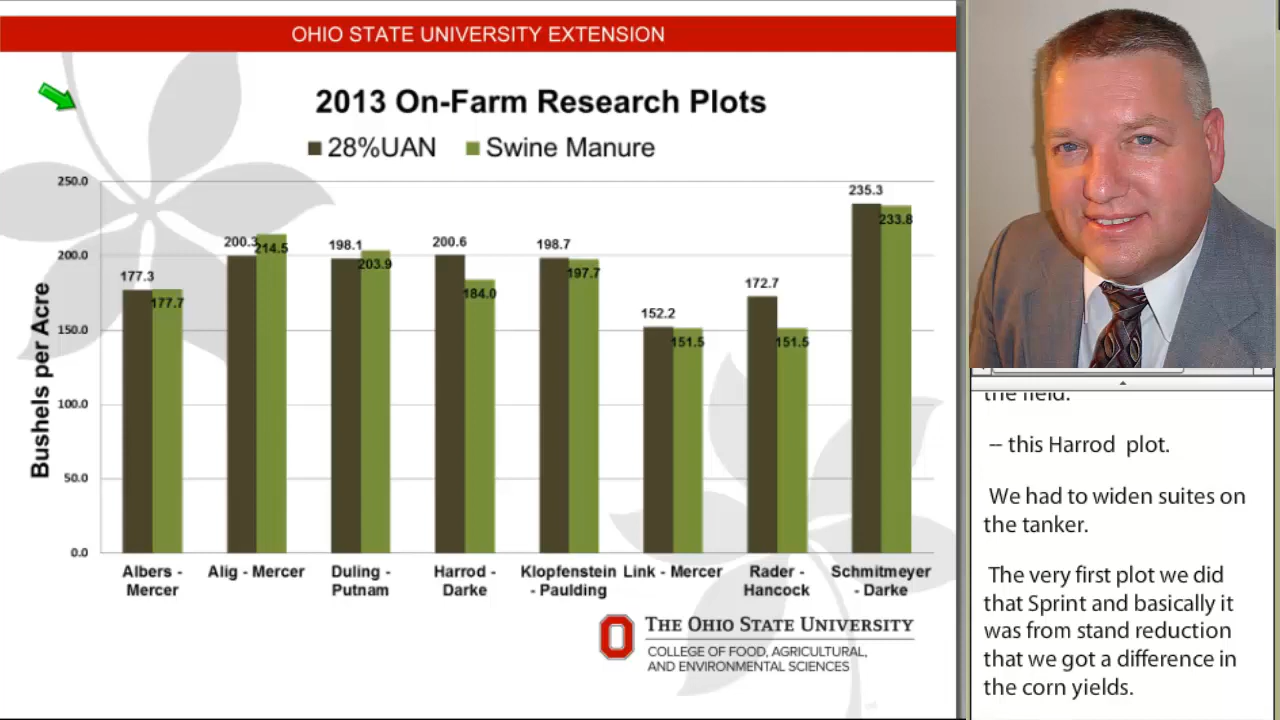 OHIO STATE UNIVERSITY EXTENSION
2013 On-Farm Research Plots
28%UAN Swine Manure
Bushels per Acre
250.0
200.0
150.0
100.0
50.0
0.0
177.3
177.7
200.3
214.5
198.1
203.9
200.6
184.0
198.7
197.7
152.2
151.5
172.7
151.5
235.3
233.8
Albers -
Mercer
Alig - Mercer
Duling -
Putnam
Harrod -
Darke
Klopfenstein
- Paulding
Link - Mercer
Rader -
Hancock
Schmitmeyer
- Darke
THE OHIO STATE UNIVERSITY
COLLEGE OF FOOD, AGRICULTURAL,
AND ENVIRONMENTAL SCIENCES
the field.
-- this Harrod plot.
We had to widen suites on
the tanker.
The very first plot we did
that Sprint and basically it
was from stand reduction
that we got a difference in
the corn yields.